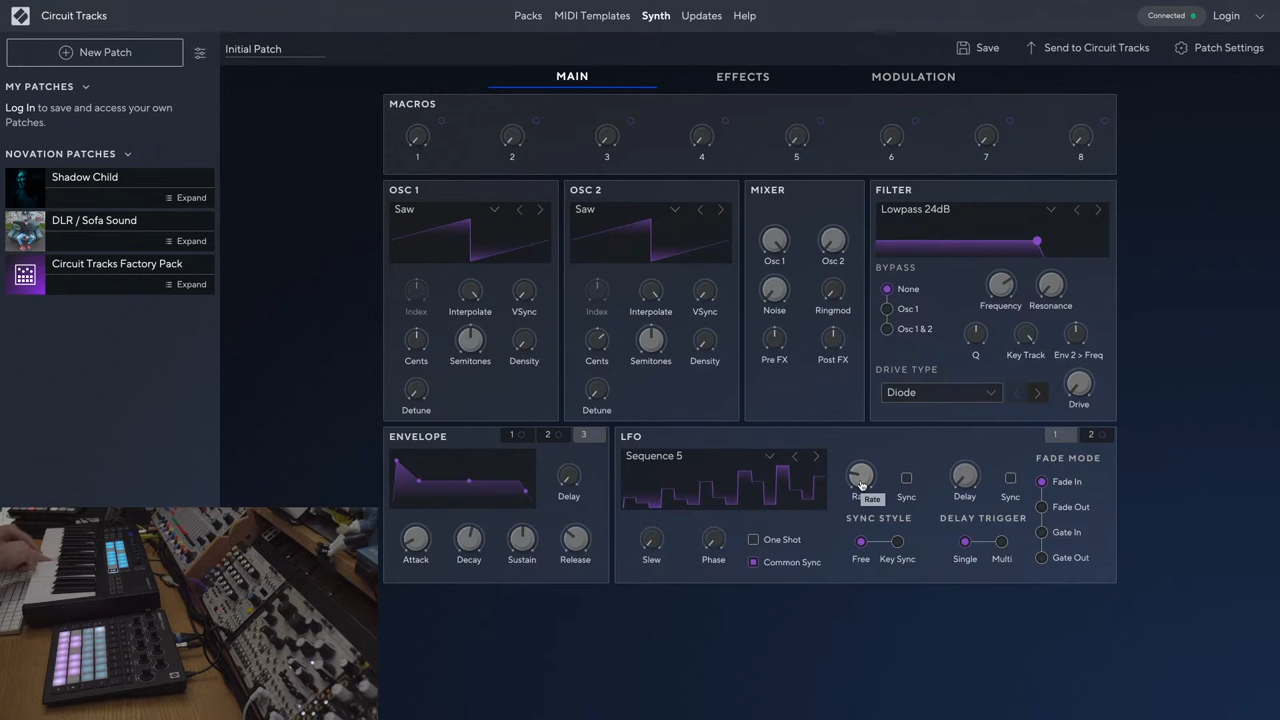 Circuit Tracks
Packs
MIDI Templates
Synth
Updates
Help
Connected
Login
New Patch
Initial Patch
Save
Send to Circuit Tracks
Patch Settings
MY PATCHES
Log In to save and access your own
Patches.
NOVATION PATCHES
Shadow Child
Expand
DLR / Sofa Sound
Expand
Circuit Tracks Factory Pack
Expand
MAIN
EFFECTS
MODULATION
MACROS
1
2
3
4
5
6
7
8
OSC 1
Saw
Index
Interpolate
VSync
Cents
Semitones
Density
Detune
OSC 2
Saw
Index
Interpolate
VSync
Cents
Semitones
Density
Detune
MIXER
Osc 1
Osc 2
Noise
Ringmod
Pre FX
Post FX
FILTER
Lowpass 24dB
BYPASS
None
Osc 1
Osc 1 & 2
Frequency
Resonance
Q
Key Track
Env 2 > Freq
DRIVE TYPE
Diode
Drive
ENVELOPE
1
2
3
Delay
Attack
Decay
Sustain
Release
LFO
1
2
Sequence 5
Slew
Phase
One Shot
Common Sync
Rate
Sync
SYNC STYLE
Free
Key Sync
Delay
Sync
DELAY TRIGGER
Single
Multi
FADE MODE
Fade In
Fade Out
Gate In
Gate Out